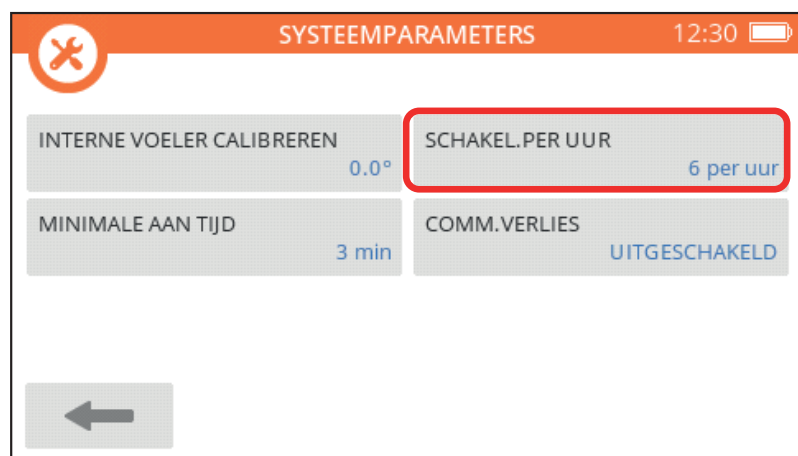 SYSTEEMPARAMETERS 12:30
INTERNE VOELER CALIBREREN
0.0°
SCHAKEL.PER UUR
6 per uur
MINIMALE AAN TIJD
3 min
COMM.VERLIES
UITGESCHAKELD